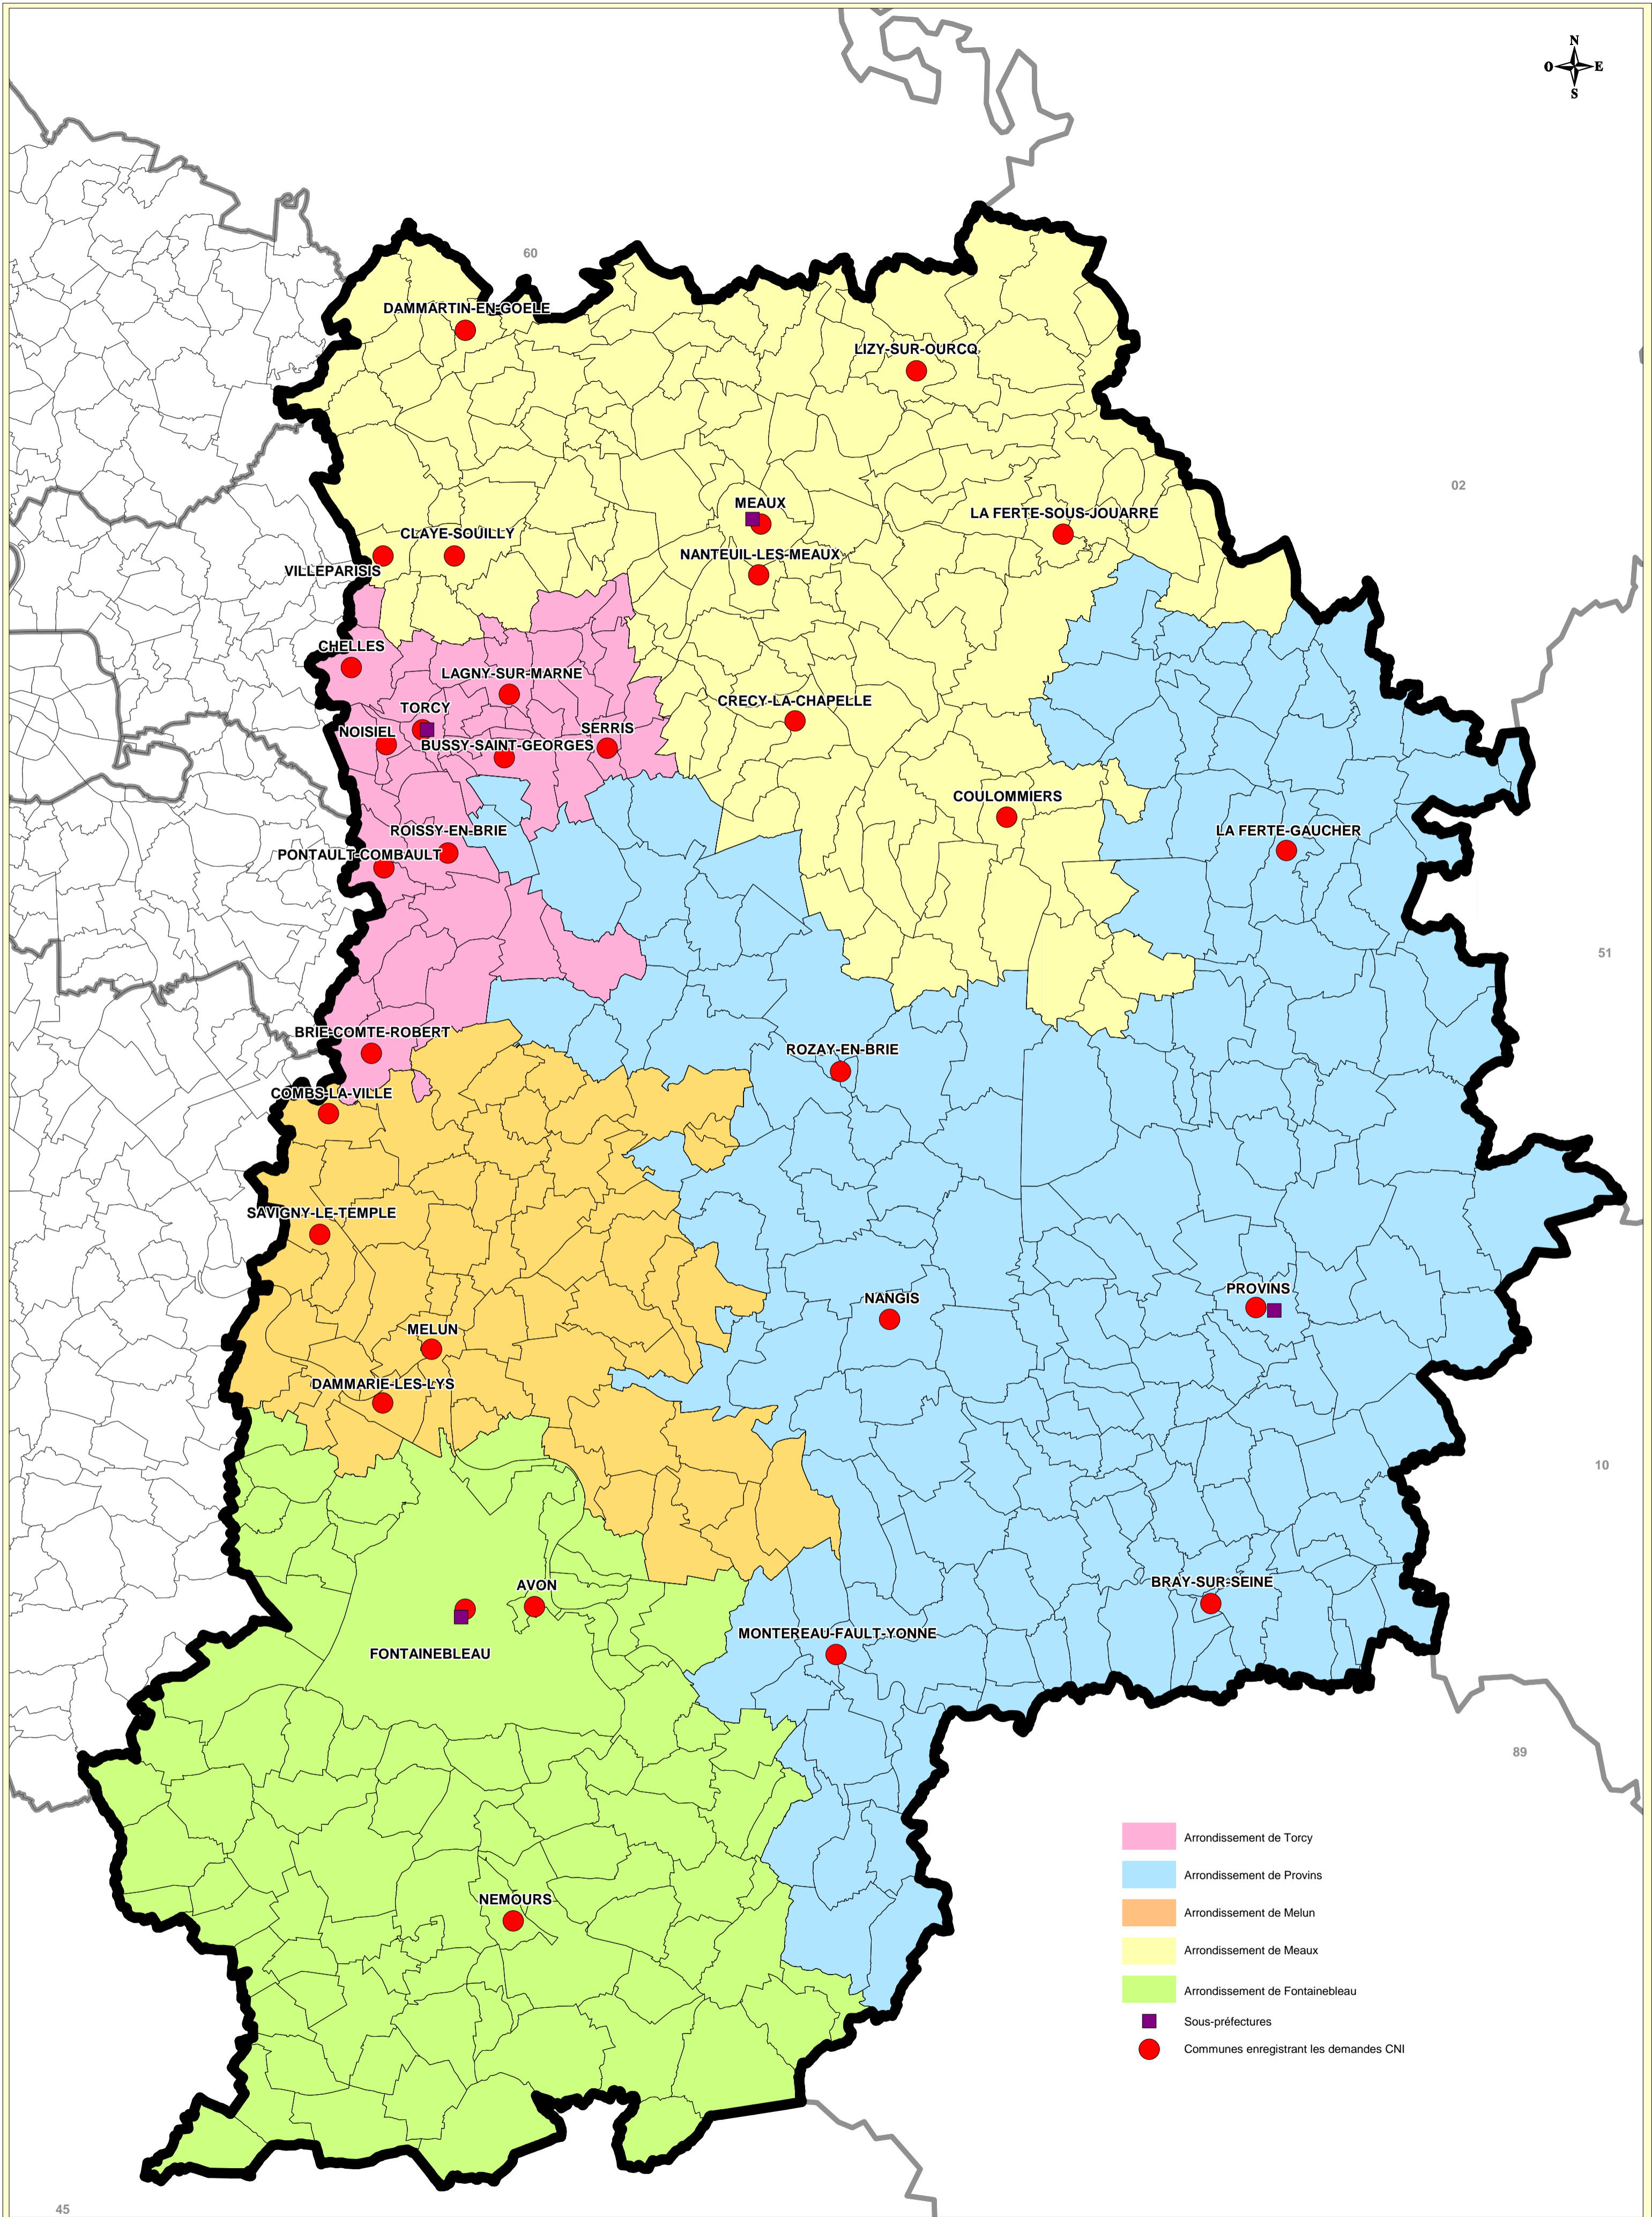 N
O E
S
60
DAMMARTIN-EN-GOELE
LIZY-SUR-OURCQ
02
MEAUX
LA FERTE-SOUS-JOUARRE
CLAYE-SOUILLY
NANTEUIL-LES-MEAUX
VILLEPARISIS
CHELLES
LAGNY-SUR-MARNE
CRECY-LA-CHAPELLE
TORCY
SERRIS
NOISIEL
BUSSY-SAINT-GEORGES
COULOMMIERS
ROISSY-EN-BRIE
LA FERTE-GAUCHER
PONTAULT-COMBAULT
51
BRIE-COMTE-ROBERT
ROZAY-EN-BRIE
COMBS-LA-VILLE
SAVIGNY-LE-TEMPLE
PROVINS
NANGIS
MELUN
DAMMARIE-LES-LYS
10
BRAY-SUR-SEINE
AVON
MONTEREAU-FAULT-YONNE
FONTAINEBLEAU
89
Arrondissement de Torcy
Arrondissement de Provins
NEMOURS
Arrondissement de Melun
Arrondissement de Meaux
Arrondissement de Fontainebleau
Sous-préfectures
Communes enregistrant les demandes CNI
45